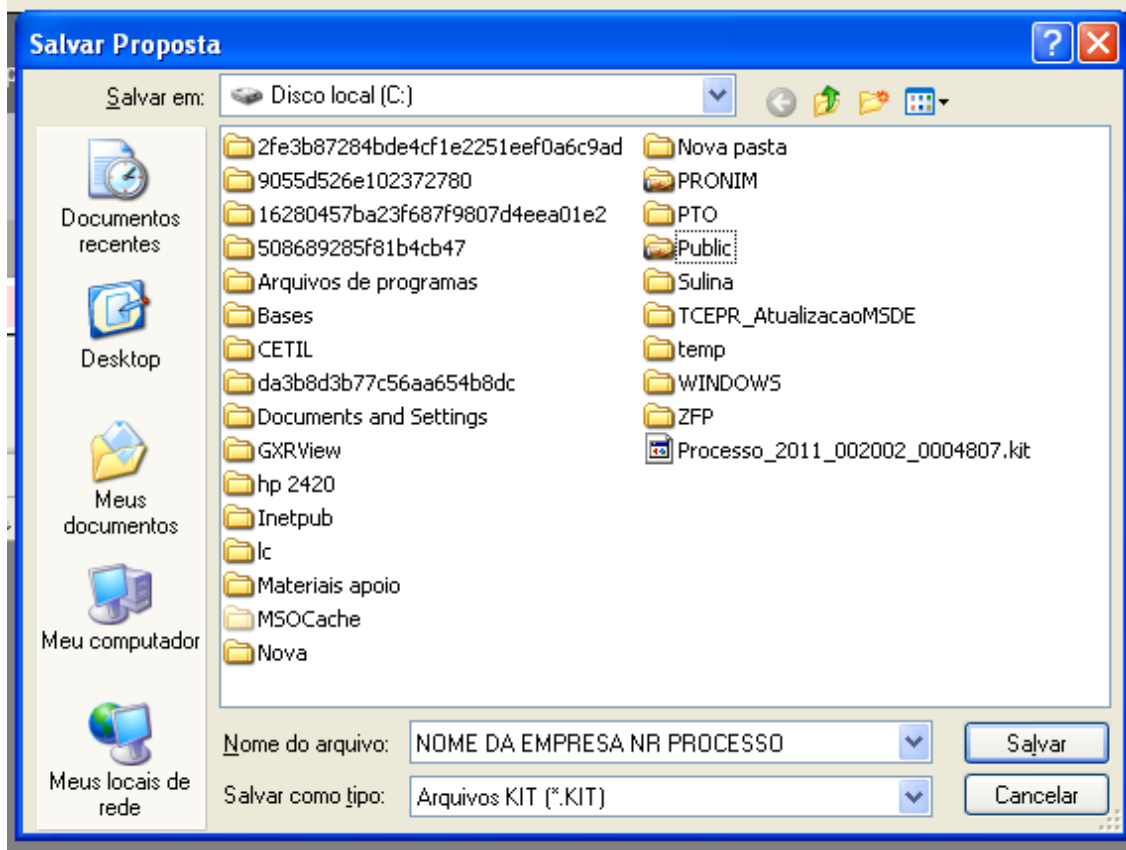 Salvar Proposta
Salvar em:
Disco local (C:)
Documentos
recentes
Desktop
Meus
documentos
Meu computador
Meus locais de
rede
2fe3b87284bde4cf1e2251eef0a6c9ad
9055d526e102372780
16280457ba23f687f9807d4eea01e2
508689285f81b4cb47
Arquivos de programas
Bases
CETIL
da3b8d3b77c56aa654b8dc
Documents and Settings
GXRView
hp 2420
Inetpub
lc
Materiais apoio
MSOCache
Nova
Nova pasta
PRONIM
PTO
Public
Sulina
TCEPR_AtualizacaoMSDE
temp
WINDOWS
ZFP
Processo_2011_002002_0004807.kit
Nome do arquivo:
NOME DA EMPRESA NR PROCESSO
Salvar
Salvar como tipo:
Arquivos KIT (*.KIT)
Cancelar